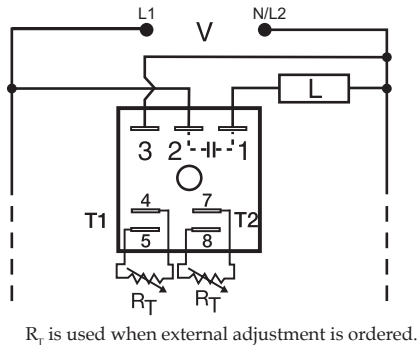 L1 N/L2
V
L
3 2 1
4 7
T1 T2
5 8
RT RT
RT is used when external adjustment is ordered.